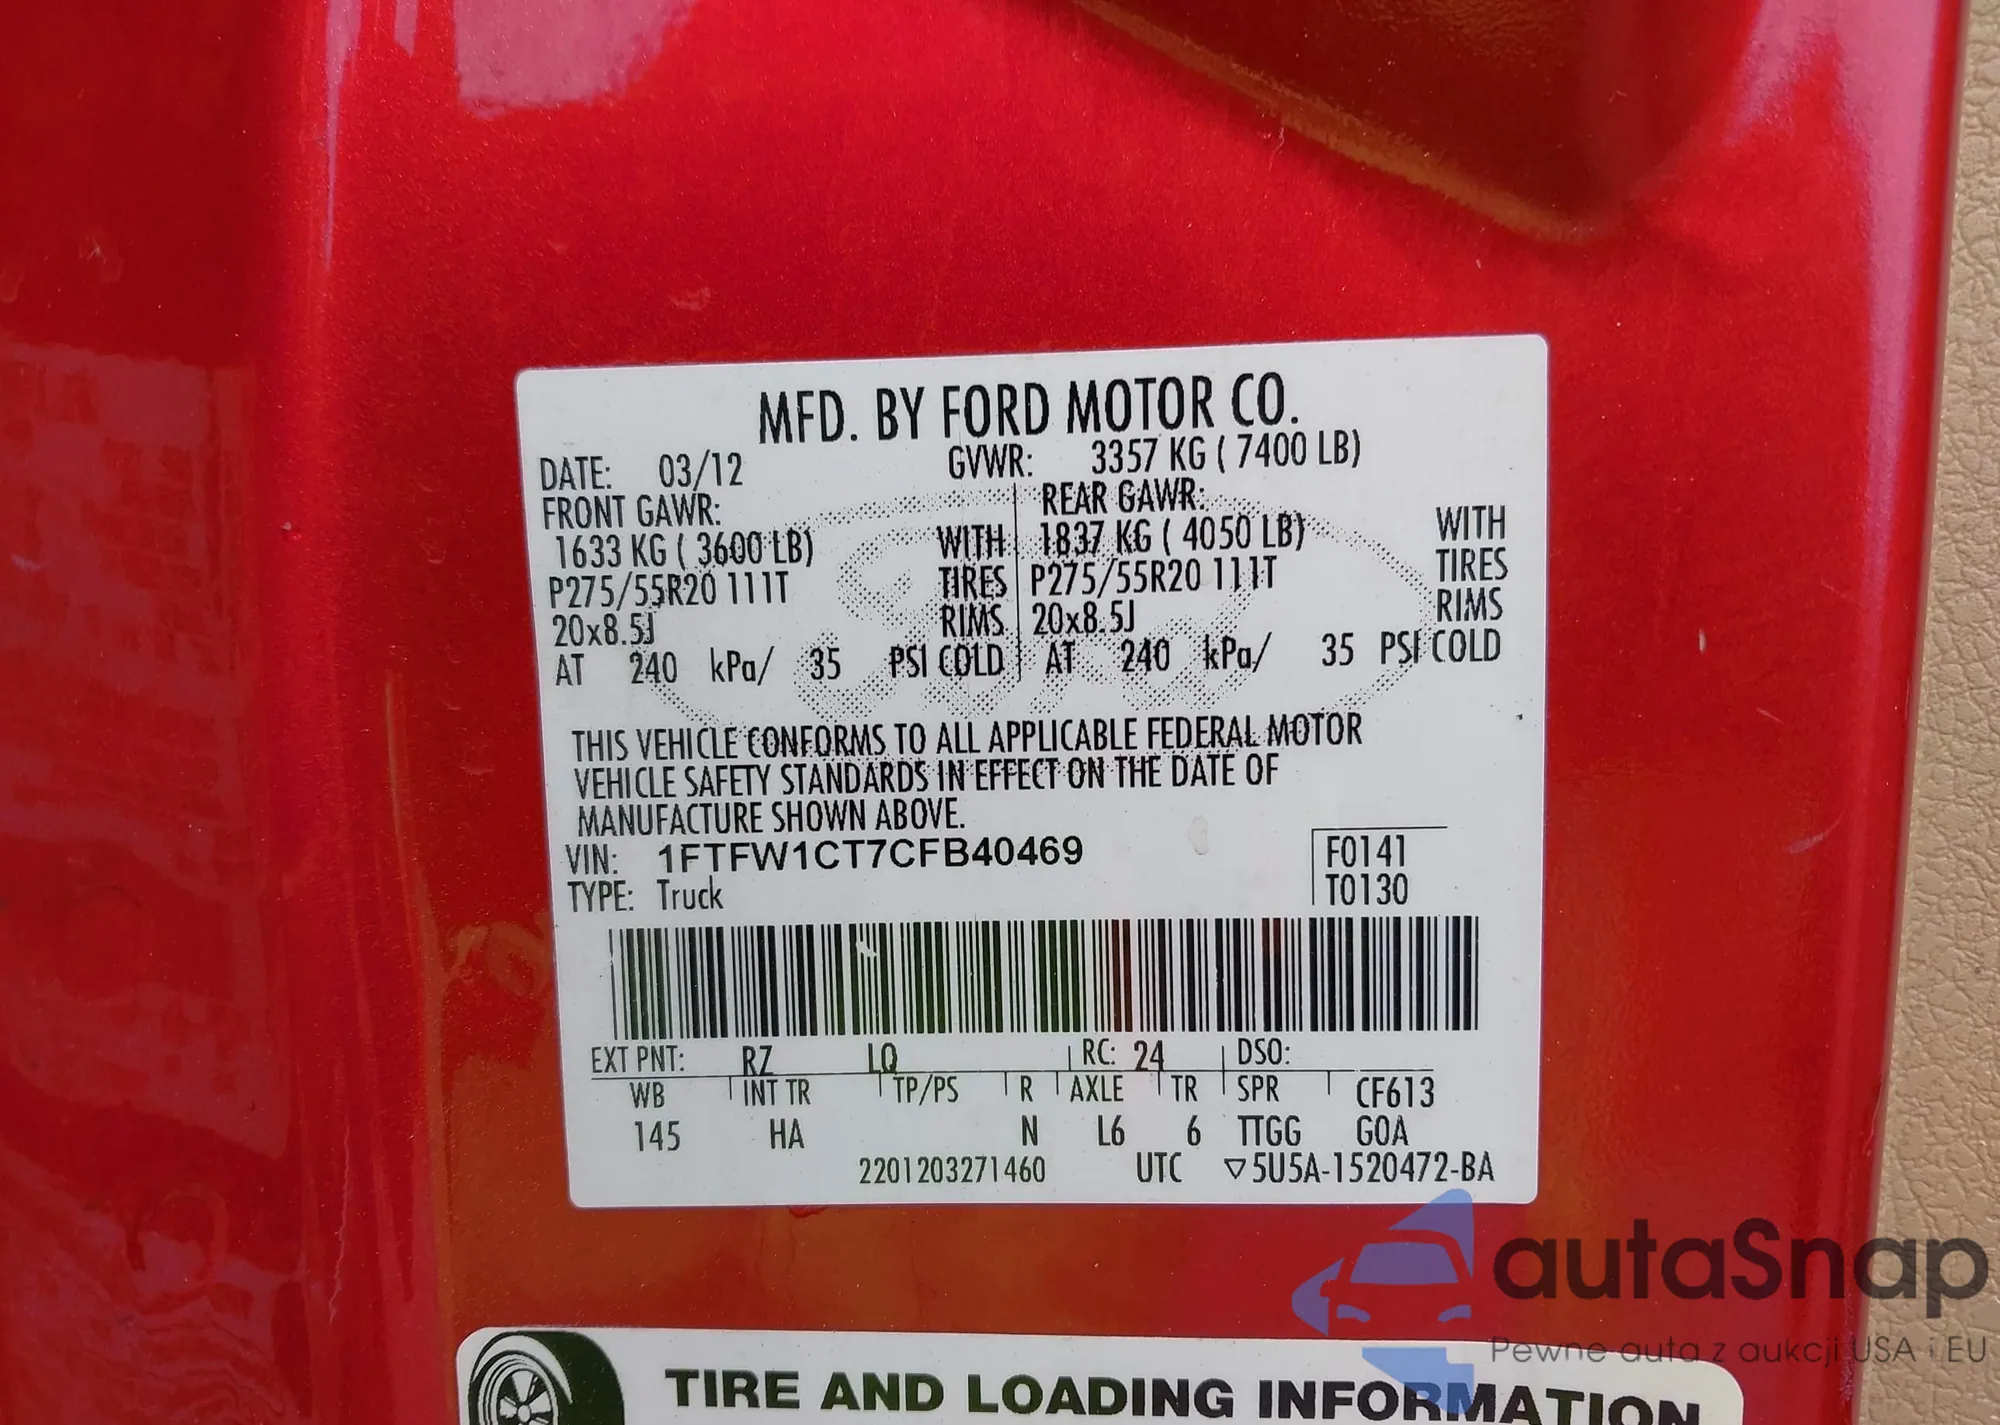 MFD. BY FORD MOTOR CO.
DATE: 03/12 GVWR: 3357 KG ( 7400 LB)
FRONT GAWR: REAR GAWR:
1633 KG ( 3600 LB) WITH 1837 KG ( 4050 LB) WITH
P275/55R20 111T TIRES P275/55R20 111T TIRES
20x8.5J RIMS 20x8.5J RIMS
AT 240 kPa/ 35 PSI COLD AT 240 kPa/ 35 PSI COLD
THIS VEHICLE CONFORMS TO ALL APPLICABLE FEDERAL MOTOR
VEHICLE SAFETY STANDARDS IN EFFECT ON THE DATE OF
MANUFACTURE SHOWN ABOVE.
VIN: 1FTFW1CT7CFB40469 F0141
TYPE: Truck T0130
EXT PNT: RZ LQ RC: 24 DSO:
WB INT TR TP/PS R AXLE TR SPR CF613
145 HA N L6 6 TTGG GOA
2201203271460 UTC ▽5U5A-1520472-BA
autaSnap
Pewne auta z aukcji USA i EU
TIRE AND LOADING INFORMATION